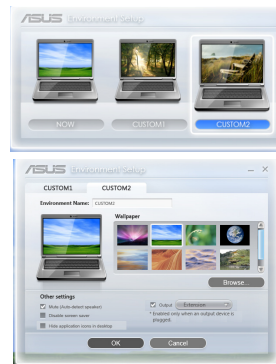 ASUS Environment Setup
NOW
CUSTOM1
CUSTOM2
ASUS Environment Setup
CUSTOM1
CUSTOM2
Environment Name: CUSTOM2
Wallpaper
Browse...
Other settings
Mute (Auto-detect speaker)
Disable screen saver
Hide application icons in desktop
Output
Extension
* Enabled only when an output device is
plugged.
OK
Cancel